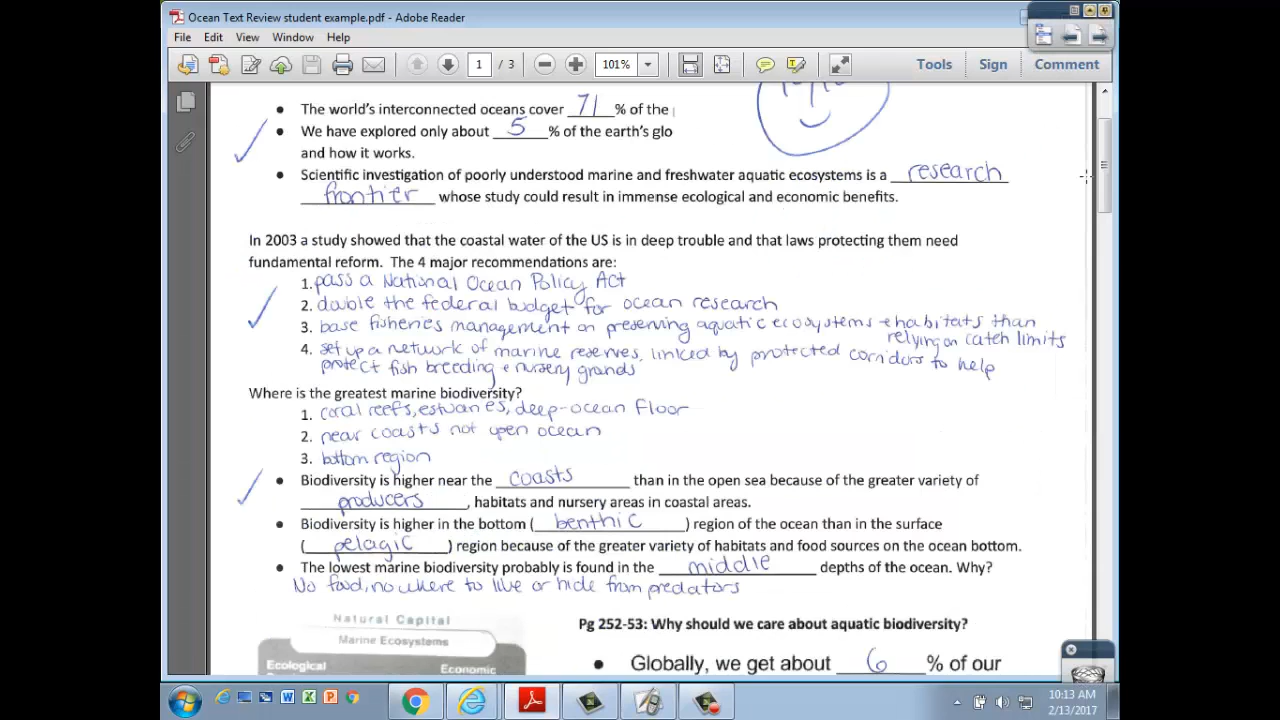 Ocean Text Review student example.pdf - Adobe Reader
File Edit View Window Help
1 / 3 101% Tools Sign Comment
• The world's interconnected oceans cover 71 % of the
• We have explored only about 5 % of the earth's glo
and how it works.
• Scientific investigation of poorly understood marine and freshwater aquatic ecosystems is a research
frontier whose study could result in immense ecological and economic benefits.
In 2003 a study showed that the coastal water of the US is in deep trouble and that laws protecting them need
fundamental reform. The 4 major recommendations are:
1. pass a National Ocean Policy Act
2. double the federal budget for ocean research
3. base fisheries management on preserving aquatic ecosystems + habitats than
relying on catch limits
4. set up a network of marine reserves, linked by protected corridors to help
protect fish breeding + nursery grands
Where is the greatest marine biodiversity?
1. coral reefs, estuaries, deep-ocean floor
2. near coasts not open ocean
3. bottom region
• Biodiversity is higher near the coasts than in the open sea because of the greater variety of
producers, habitats and nursery areas in coastal areas.
• Biodiversity is higher in the bottom (benthic) region of the ocean than in the surface
(pelagic) region because of the greater variety of habitats and food sources on the ocean bottom.
• The lowest marine biodiversity probably is found in the middle depths of the ocean. Why?
No food, no where to live or hide from predators
Natural Capital
Marine Ecosystems
Ecological Economic
Pg 252-53: Why should we care about aquatic biodiversity?
• Globally, we get about 6 % of our
10:13 AM
2/13/2017